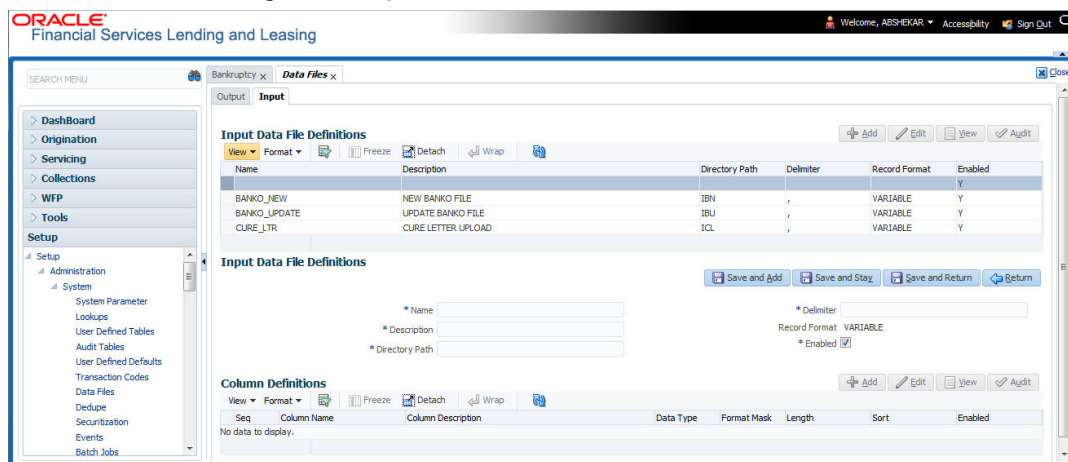 ORACLE
Financial Services Lending and Leasing
Welcome, ABSHEKAR Accessibility Sign Out
SEARCH MENU
Bankruptcy x Data Files x
Close
Output Input
DashBoard
Origination
Servicing
Collections
WFP
Tools
Setup
Setup
Administration
System
System Parameter
Lookups
User Defined Tables
Audit Tables
User Defined Defaults
Transaction Codes
Data Files
Dedupe
Securitization
Events
Batch Jobs
Input Data File Definitions
Add Edit View Audit
View Format Freeze Detach Wrap
Name Description Directory Path Delimiter Record Format Enabled
Y
BANKO_NEW NEW BANKO FILE IBN , VARIABLE Y
BANKO_UPDATE UPDATE BANKO FILE IBU , VARIABLE Y
CURE_LTR CURE LETTER UPLOAD ICL , VARIABLE Y
Input Data File Definitions
Save and Add Save and Stay Save and Return Return
* Name
* Description
* Directory Path
* Delimiter
Record Format VARIABLE
* Enabled
Column Definitions
Add Edit View Audit
View Format Freeze Detach Wrap
Seq Column Name Column Description Data Type Format Mask Length Sort Enabled
No data to display.